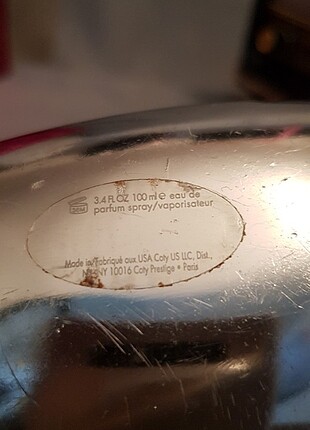 3.4 FL OZ 100 ml e eau de
parfum spray/vaporisateur
Made in/Fabriqué aux USA Coty US LLC, Dist.,
NY 10016 Coty Prestige • Paris